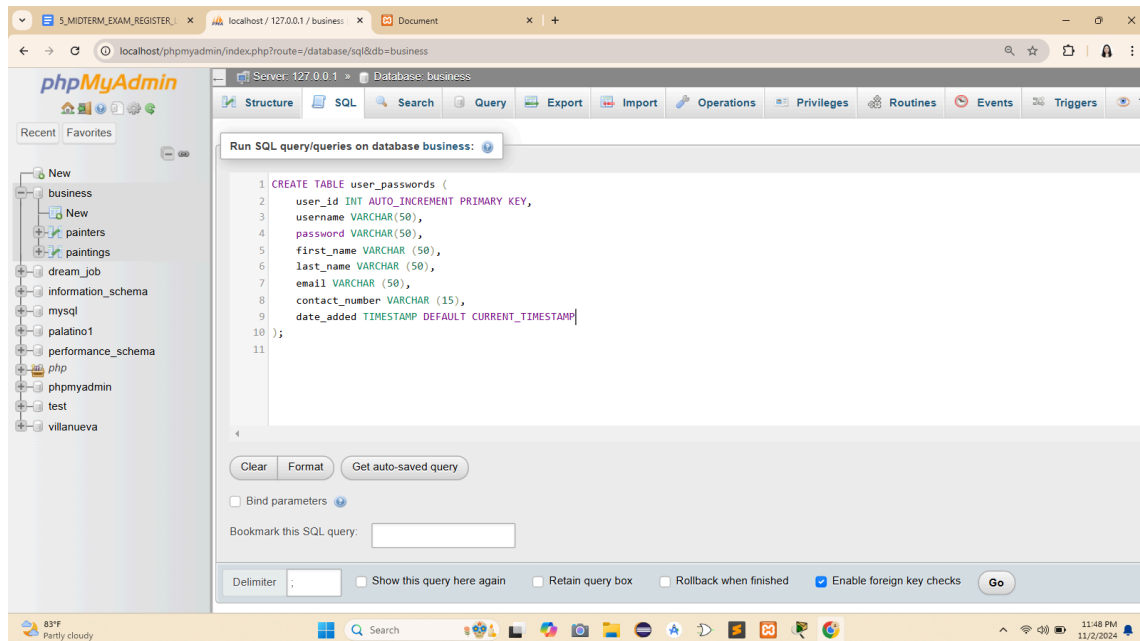 5_MIDTERM_EXAM_REGISTER_L
localhost / 127.0.0.1 / business
Document
localhost/phpmyadmin/index.php?route=/database/sql&db=business
phpMyAdmin
Recent Favorites
New
business
New
painters
paintings
dream_job
information_schema
mysql
palatino1
performance_schema
php
phpmyadmin
test
villanueva
Server: 127.0.0.1 » Database: business
Structure SQL Search Query Export Import Operations Privileges Routines Events Triggers
Run SQL query/queries on database business:
1 CREATE TABLE user_passwords (
2 user_id INT AUTO_INCREMENT PRIMARY KEY,
3 username VARCHAR(50),
4 password VARCHAR(50),
5 first_name VARCHAR (50),
6 last_name VARCHAR (50),
7 email VARCHAR (50),
8 contact_number VARCHAR (15),
9 date_added TIMESTAMP DEFAULT CURRENT_TIMESTAMP
10 );
11
Clear Format Get auto-saved query
Bind parameters
Bookmark this SQL query:
Delimiter ; Show this query here again Retain query box Rollback when finished Enable foreign key checks Go
83°F
Partly cloudy
Search
11:48 PM
11/2/2024